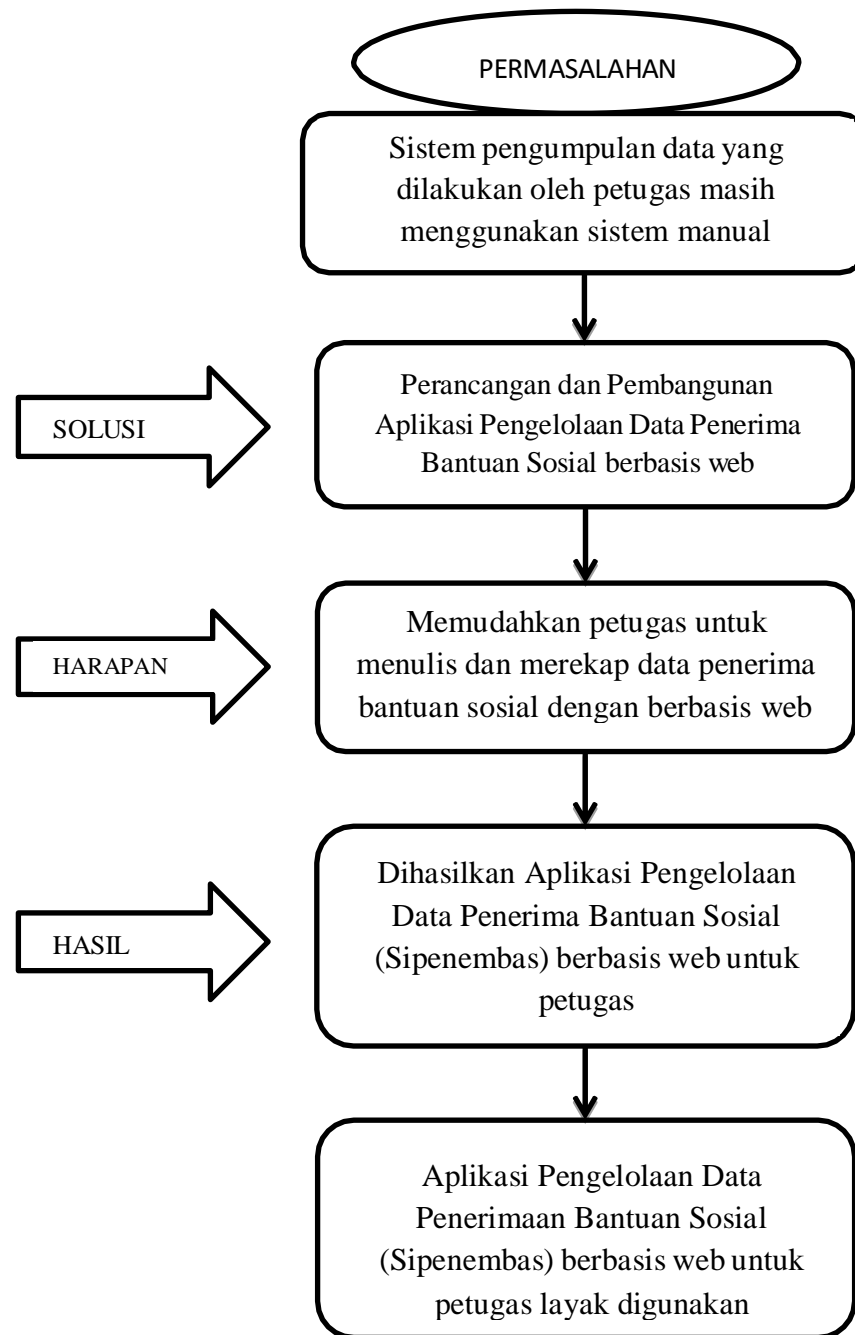 PERMASALAHAN
Sistem pengumpulan data yang
dilakukan oleh petugas masih
menggunakan sistem manual
SOLUSI
Perancangan dan Pembangunan
Aplikasi Pengelolaan Data Penerima
Bantuan Sosial berbasis web
HARAPAN
Memudahkan petugas untuk
menulis dan merekap data penerima
bantuan sosial dengan berbasis web
HASIL
Dihasilkan Aplikasi Pengelolaan
Data Penerima Bantuan Sosial
(Sipenembas) berbasis web untuk
petugas
Aplikasi Pengelolaan Data
Penerimaan Bantuan Sosial
(Sipenembas) berbasis web untuk
petugas layak digunakan